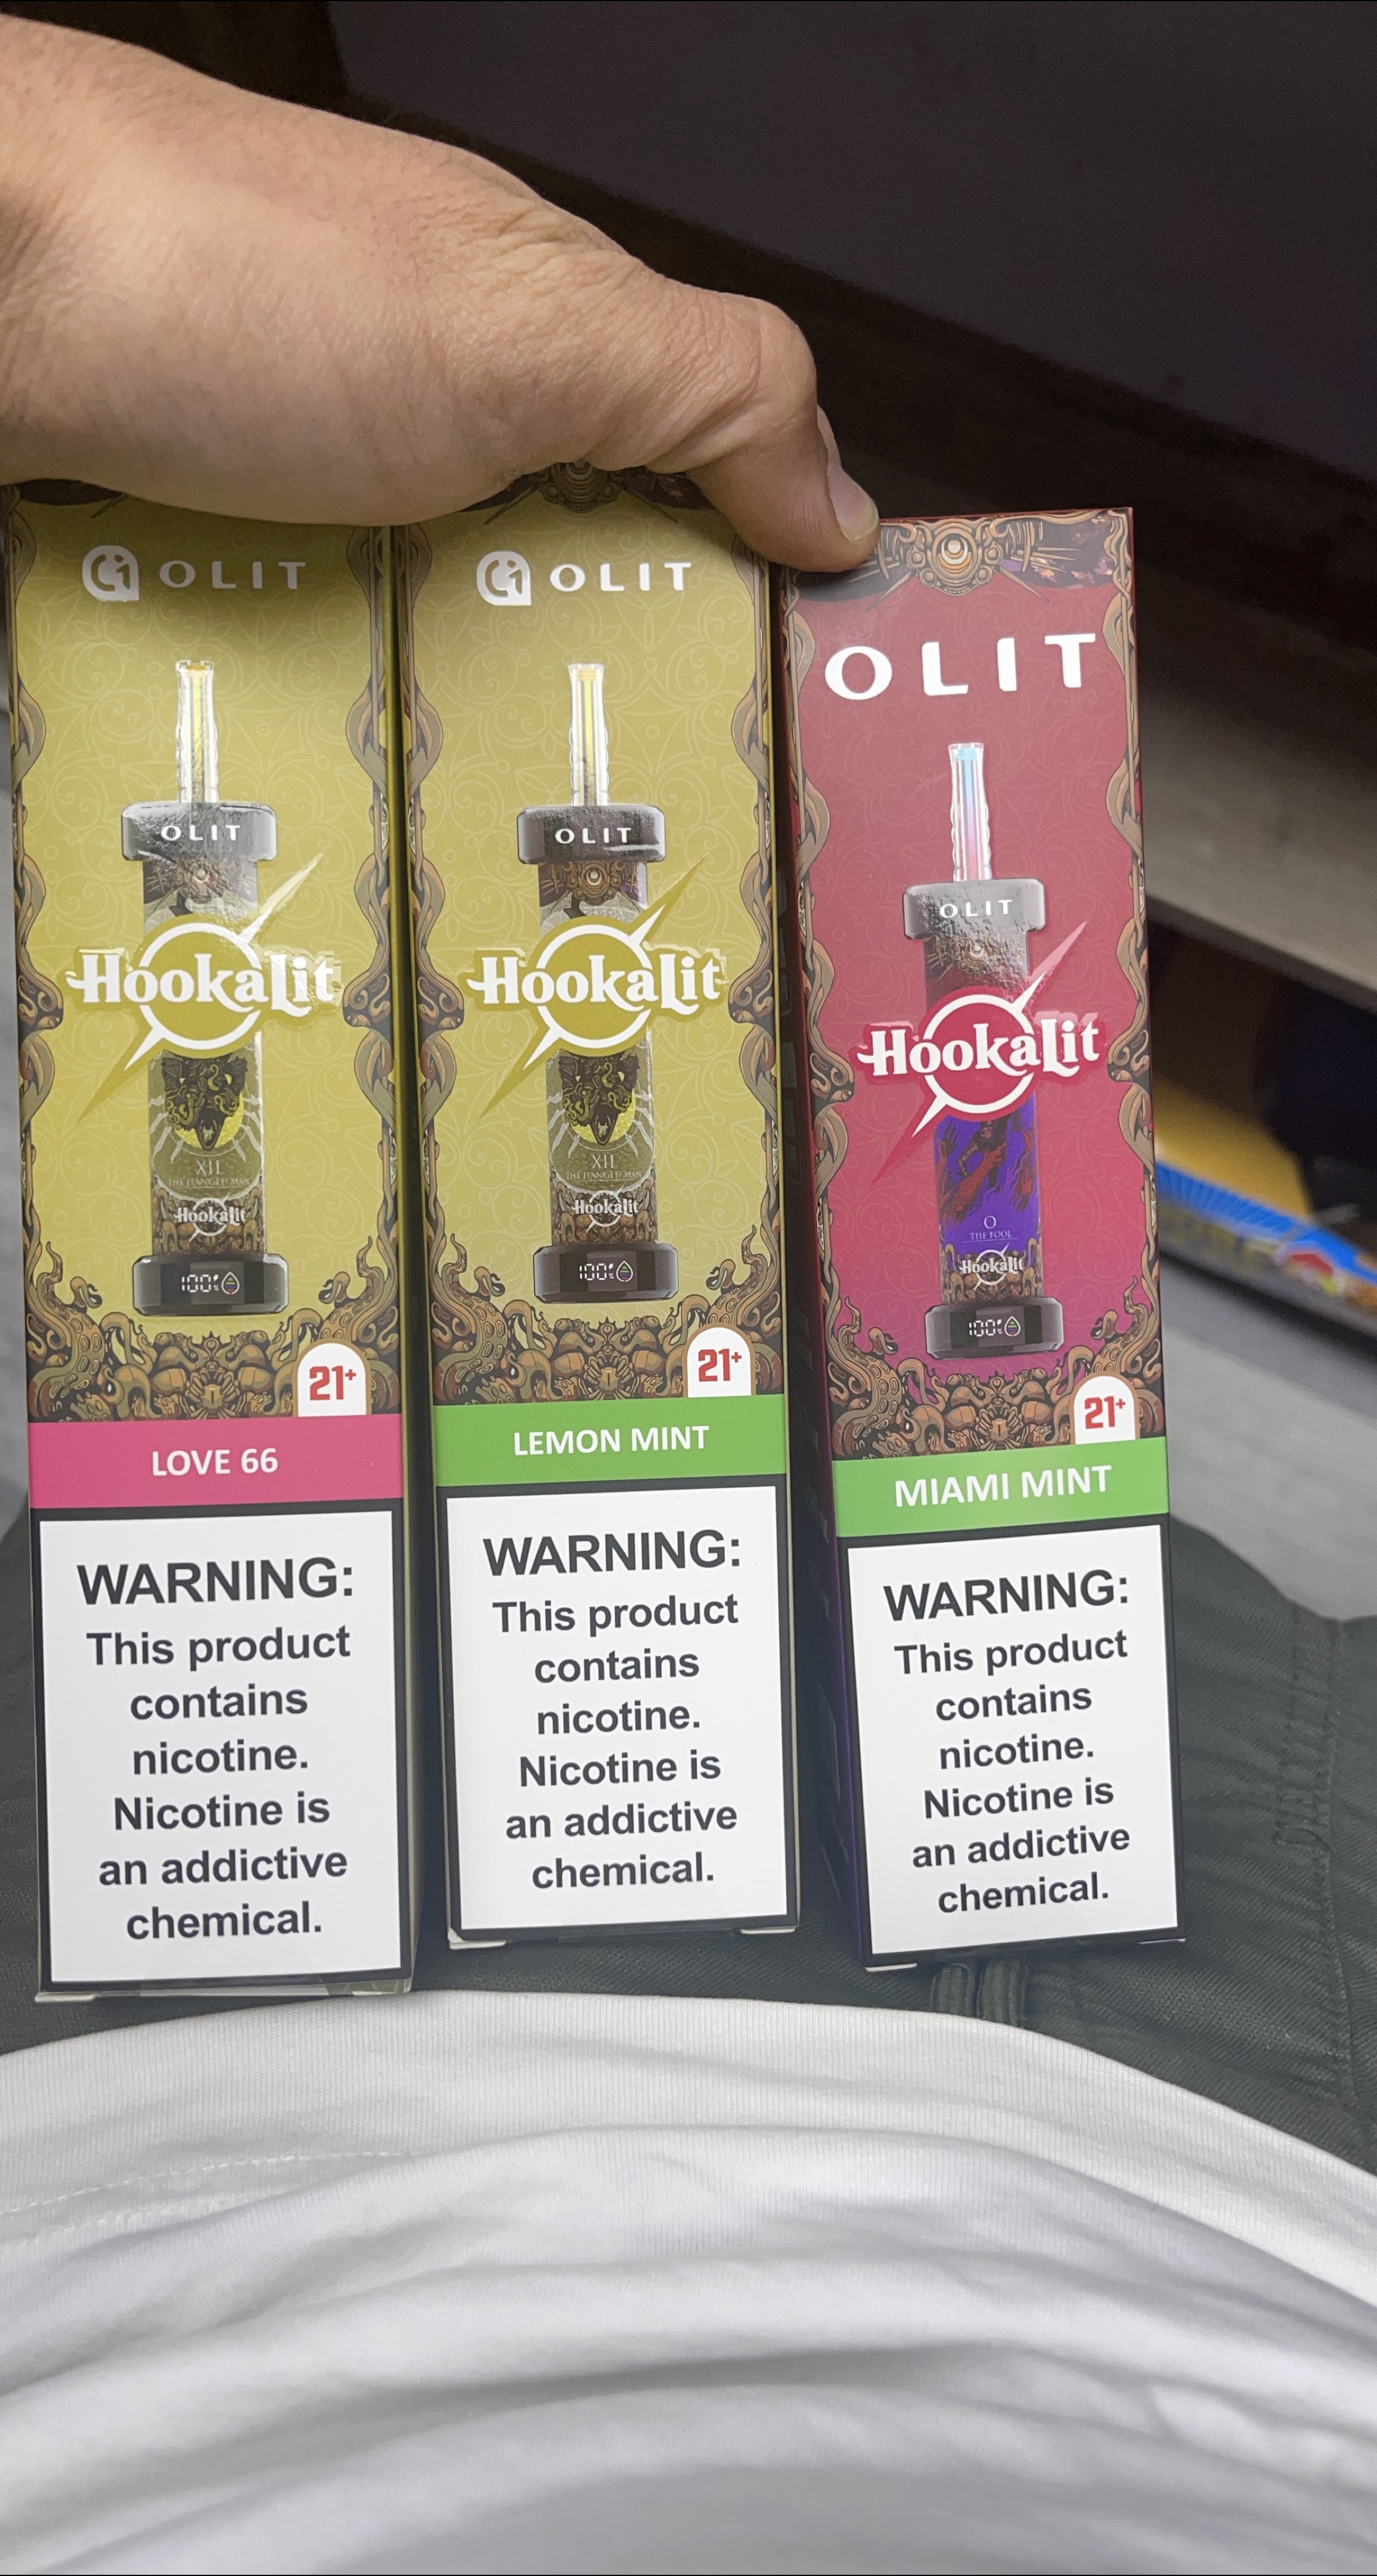 OLIT
OLIT
HookaLit
XII
THE HANGED MAN
HookaLit
100%
21+
LOVE 66
WARNING:
This product
contains
nicotine.
Nicotine is
an addictive
chemical.
OLIT
OLIT
HookaLit
XII
THE HANGED MAN
HookaLit
100%
21+
LEMON MINT
WARNING:
This product
contains
nicotine.
Nicotine is
an addictive
chemical.
OLIT
OLIT
HookaLit
O
THE FOOL
HookaLit
100%
21+
MIAMI MINT
WARNING:
This product
contains
nicotine.
Nicotine is
an addictive
chemical.